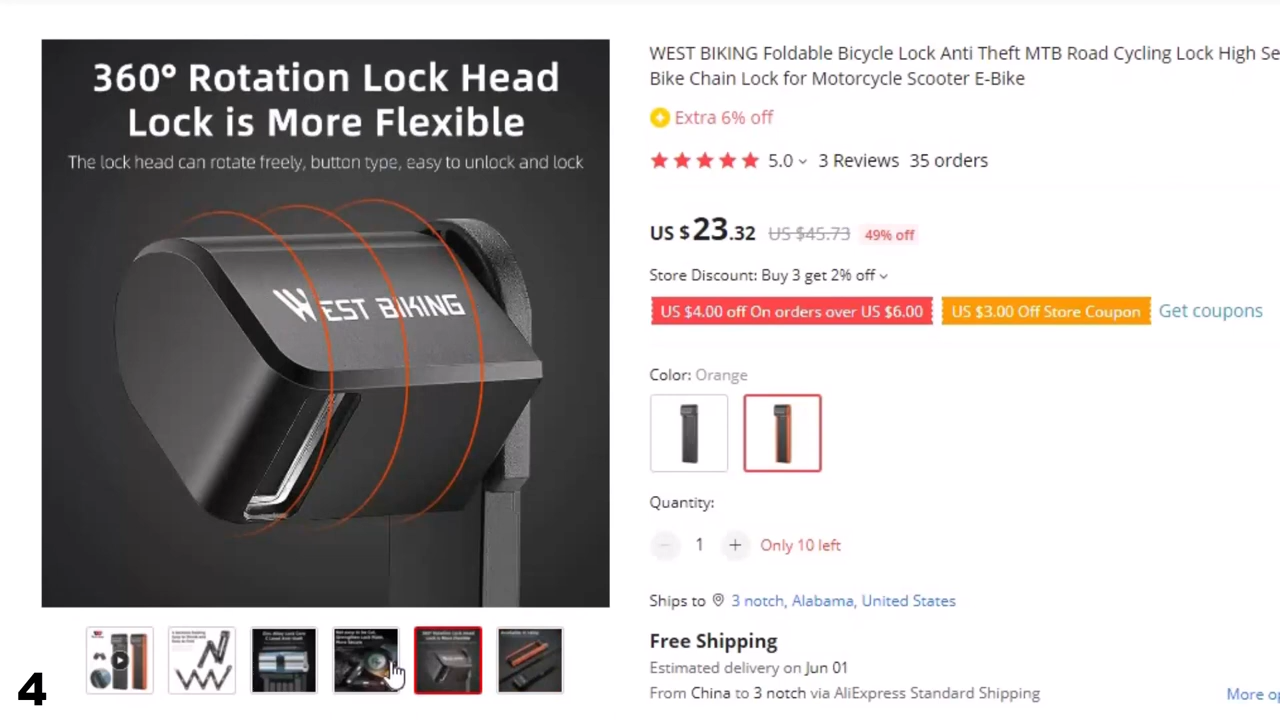 360° Rotation Lock Head
Lock is More Flexible
The lock head can rotate freely, button type, easy to unlock and lock
WEST BIKING
4
WEST BIKING Foldable Bicycle Lock Anti Theft MTB Road Cycling Lock High Se
Bike Chain Lock for Motorcycle Scooter E-Bike
Extra 6% off
5.0 3 Reviews 35 orders
US $23.32 US $45.73 49% off
Store Discount: Buy 3 get 2% off
US $4.00 off On orders over US $6.00 US $3.00 Off Store Coupon Get coupons
Color: Orange
Quantity:
1 + Only 10 left
Ships to 3 notch, Alabama, United States
Free Shipping
Estimated delivery on Jun 01
From China to 3 notch via AliExpress Standard Shipping
More op